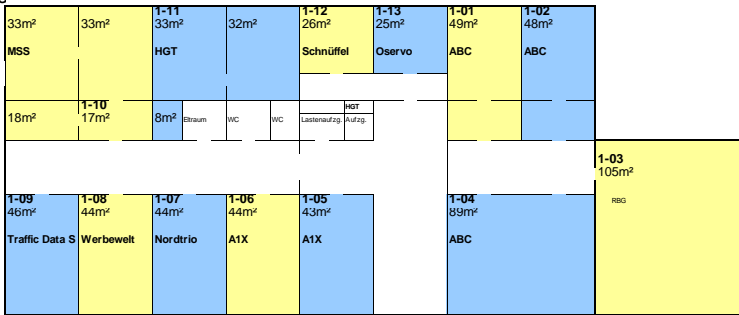 1-11
1-12
1-13
1-01
1-02
33m²
33m²
33m²
32m²
26m²
25m²
49m²
48m²
MSS
HGT
Schnüffel
Oservo
ABC
ABC
1-10
HGT
18m²
17m²
8m²
Eltraum
WC
WC
Lastenaufzg.
Aufzg.
1-03
105m²
RBG
1-09
1-08
1-07
1-06
1-05
1-04
46m²
44m²
44m²
44m²
43m²
89m²
Traffic Data S
Werbewelt
Nordtrio
A1X
A1X
ABC